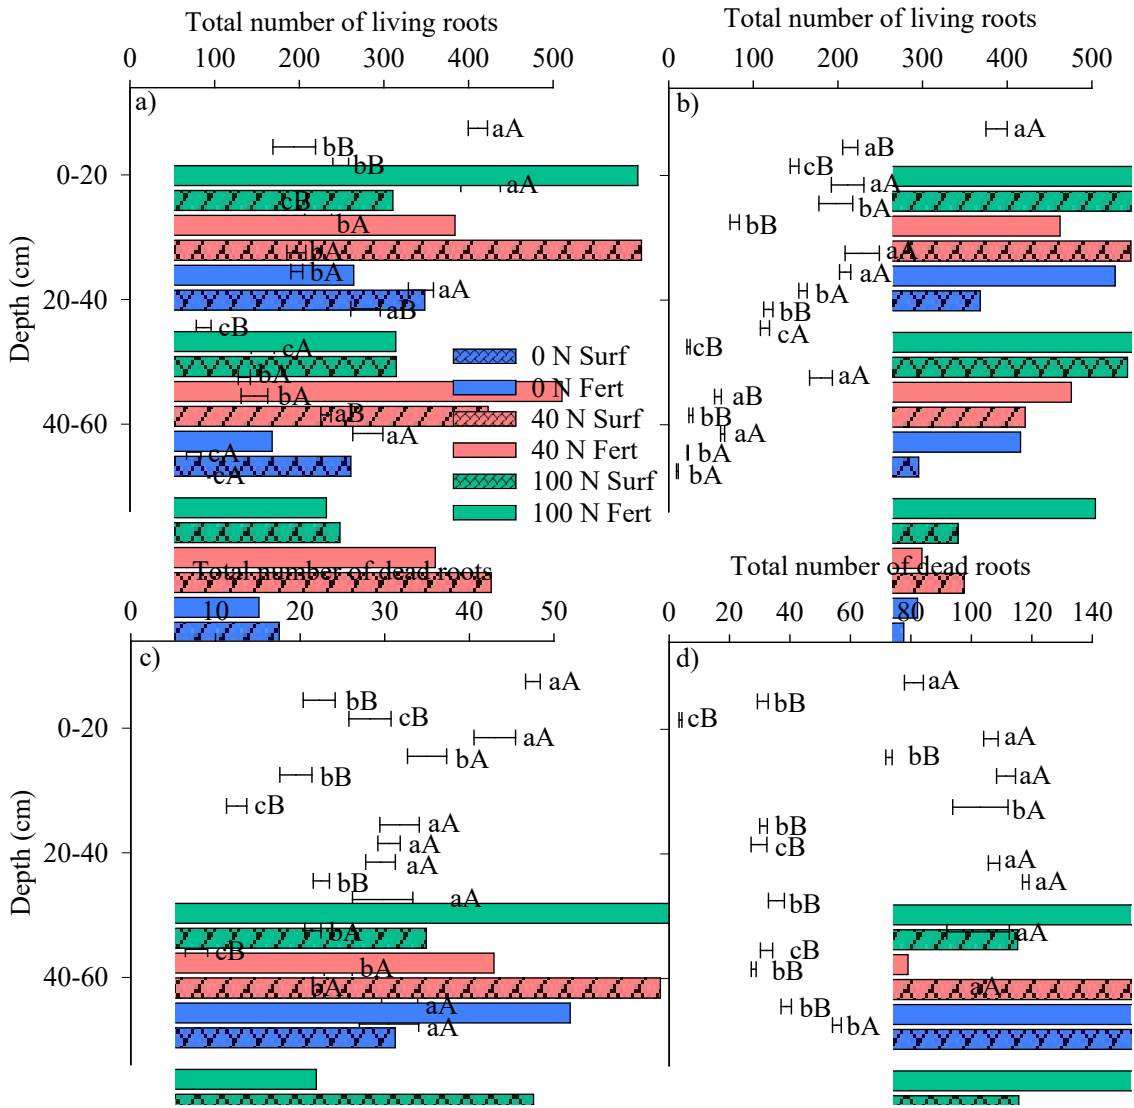 Total number of living roots
0 100 200 300 400 500
a)
aA
bB
bB
0-20
aA
cB
bA
bA
bA
20-40
aA
aB
cB
cA
bA
bA
aB
40-60
aA
cA
cA
Depth (cm)
0 N Surf
0 N Fert
40 N Surf
40 N Fert
100 N Surf
100 N Fert
Total number of living roots
0 100 200 300 400 500
b)
aA
aB
cB
aA
bA
bB
aA
aA
bA
bB
cA
cB
aA
aB
bB
aA
bA
bA
Total number of dead roots
0 10 20 30 40 50
c)
aA
bB
cB
0-20
aA
bA
bB
cB
aA
aA
20-40
aA
bB
aA
bA
cB
bA
40-60
bA
aA
aA
Depth (cm)
Total number of dead roots
0 20 40 60 80 100 120 140
d)
aA
bB
cB
aA
bB
aA
bA
bB
cB
aA
aA
bB
aA
cB
bB
aA
bB
bA